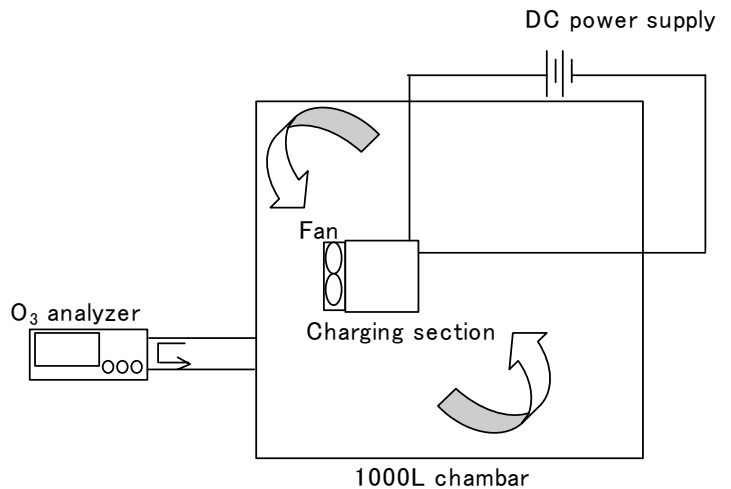 DC power supply
Fan
O₃ analyzer
Charging section
1000L chambar